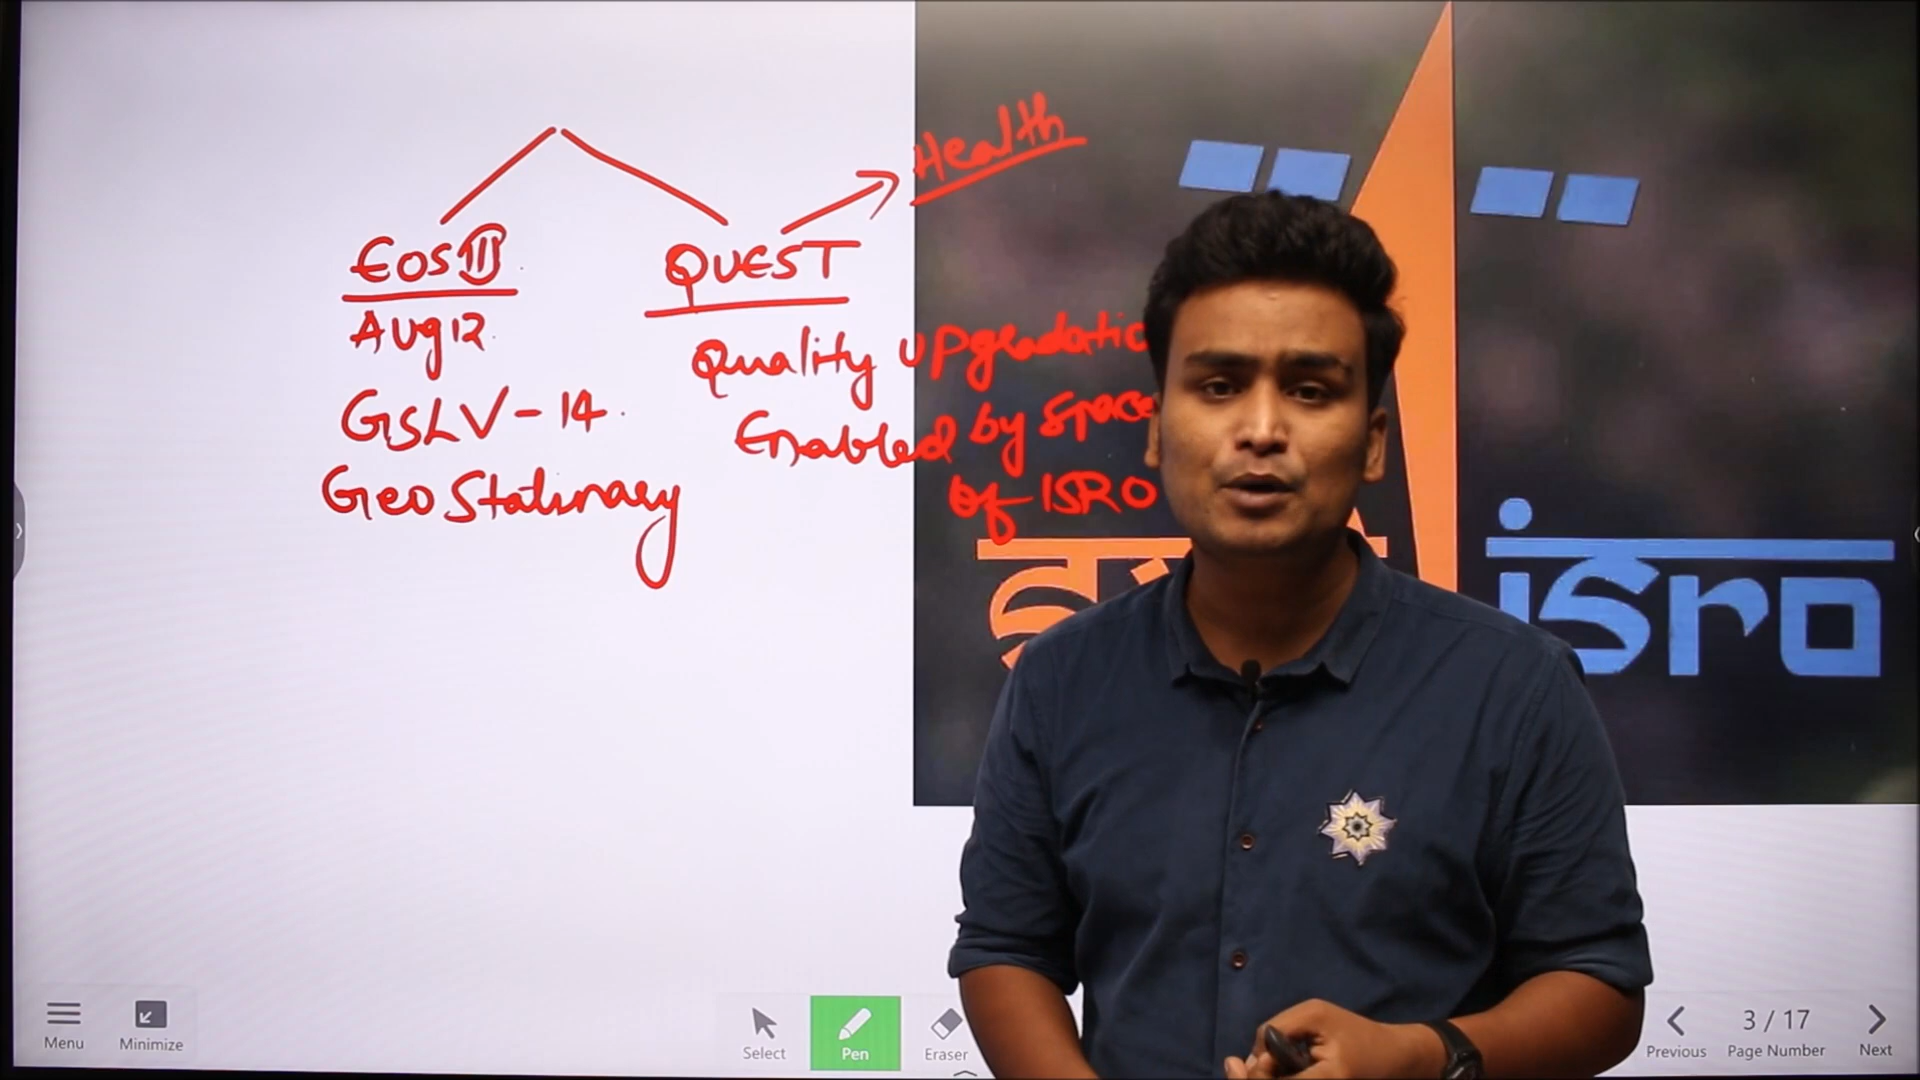 Health
EOS III
QUEST
Aug 12
Quality Upgradatio
GSLV - 14
Enabled by Space
Geo Stationary
of ISRO
isro
Menu
Minimize
Select
Pen
Eraser
Previous
3 / 17
Page Number
Next